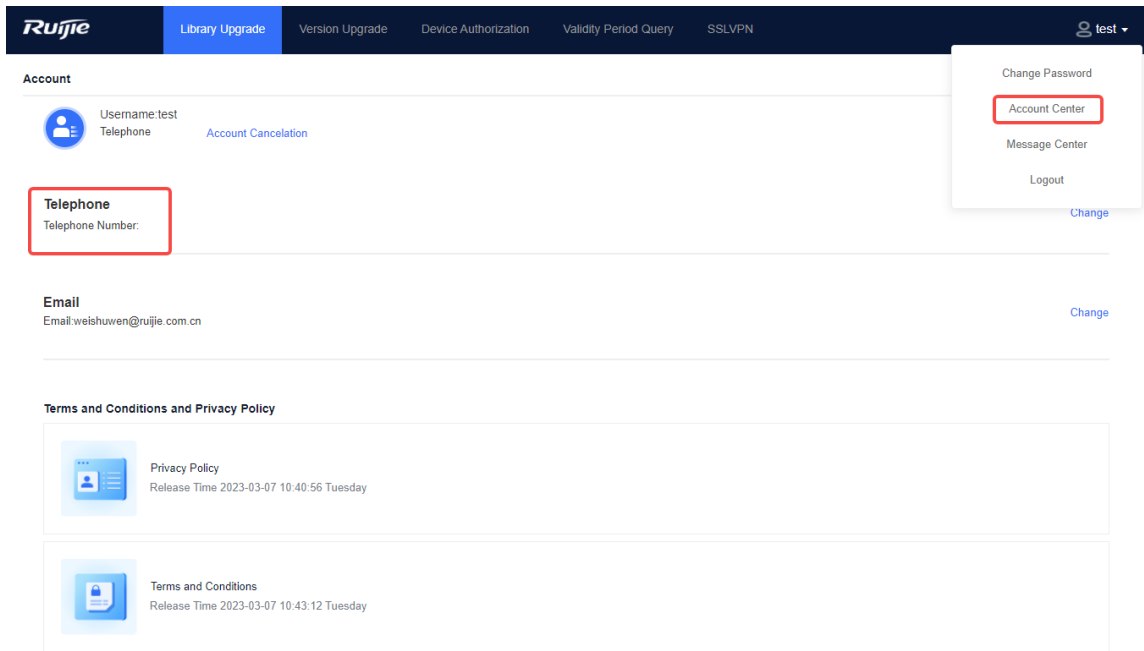 Ruijie
Library Upgrade
Version Upgrade
Device Authorization
Validity Period Query
SSLVPN
test
Change Password
Account Center
Message Center
Logout
Account
Username:test
Telephone
Account Cancelation
Telephone
Telephone Number:
Change
Email
Email:weishuwen@ruijie.com.cn
Change
Terms and Conditions and Privacy Policy
Privacy Policy
Release Time 2023-03-07 10:40:56 Tuesday
Terms and Conditions
Release Time 2023-03-07 10:43:12 Tuesday